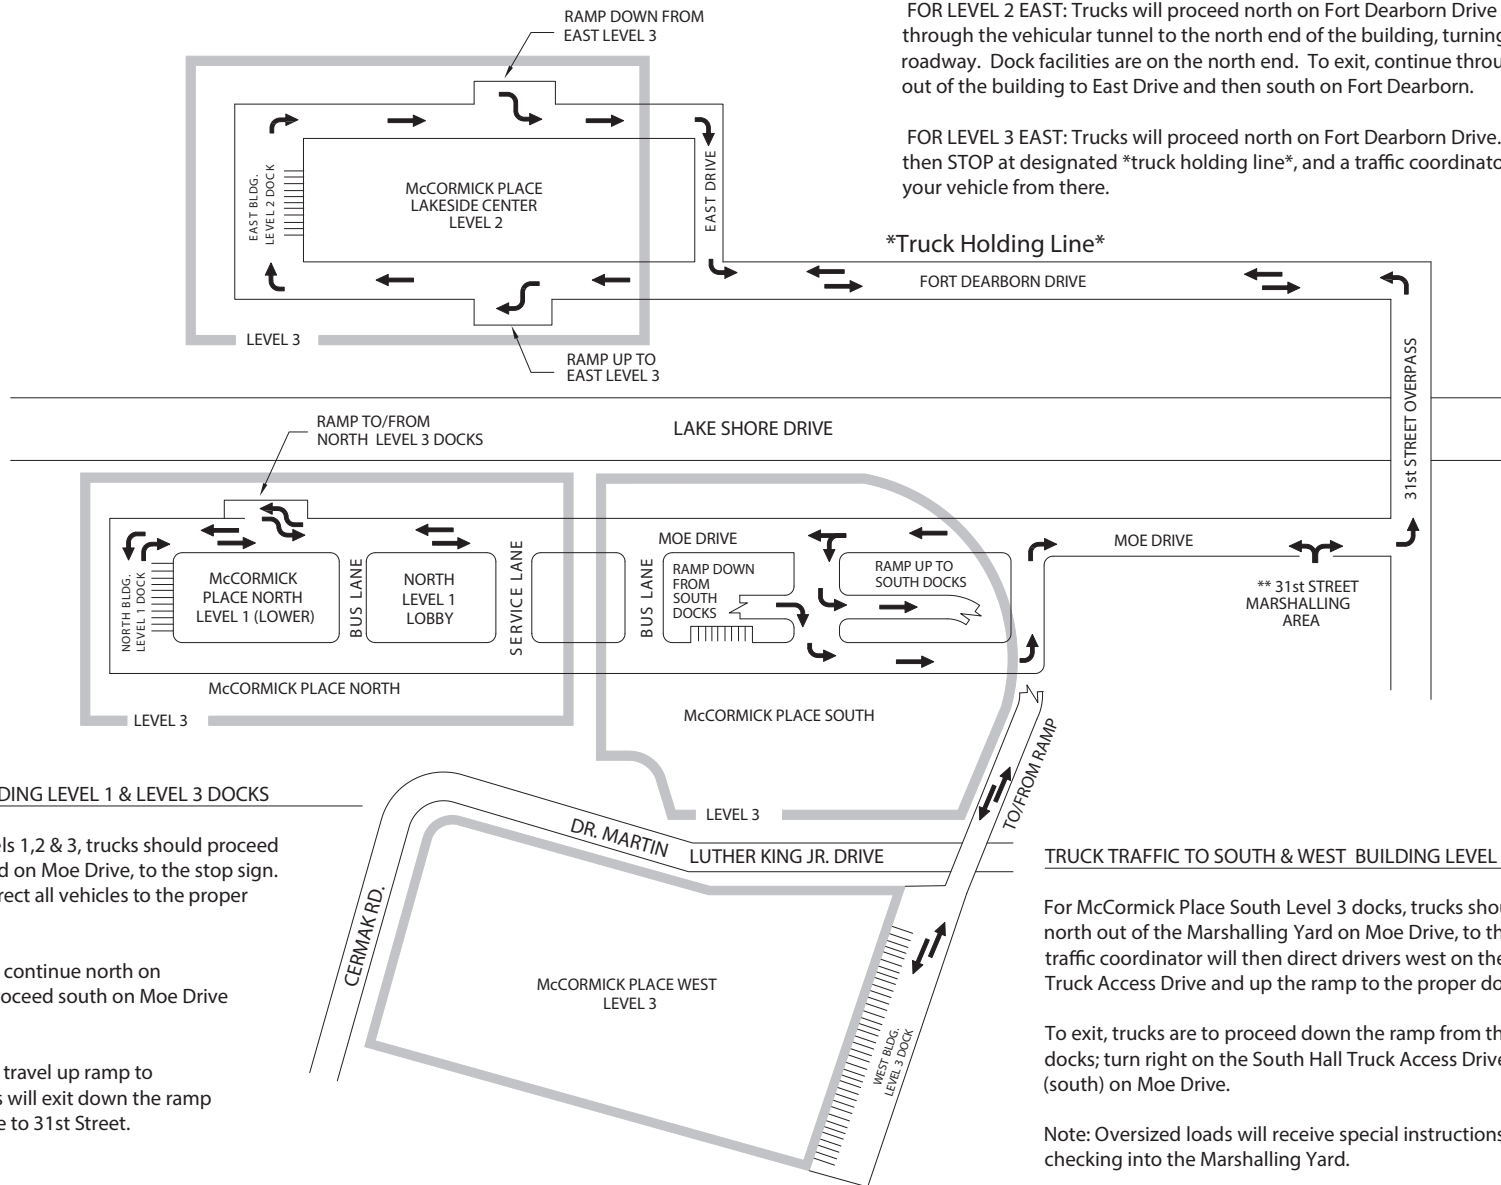 RAMP DOWN FROM
EAST LEVEL 3
FOR LEVEL 2 EAST: Trucks will proceed north on Fort Dearborn Drive
through the vehicular tunnel to the north end of the building, turning
roadway. Dock facilities are on the north end. To exit, continue throu
out of the building to East Drive and then south on Fort Dearborn.
FOR LEVEL 3 EAST: Trucks will proceed north on Fort Dearborn Drive.
then STOP at designated *truck holding line*, and a traffic coordinato
your vehicle from there.
EAST BLDG.
LEVEL 2 DOCK
McCORMICK PLACE
LAKESIDE CENTER
LEVEL 2
EAST DRIVE
*Truck Holding Line*
FORT DEARBORN DRIVE
LEVEL 3
RAMP UP TO
EAST LEVEL 3
31st STREET OVERPASS
RAMP TO/FROM
NORTH LEVEL 3 DOCKS
LAKE SHORE DRIVE
MOE DRIVE
MOE DRIVE
NORTH BLDG.
LEVEL 1 DOCK
McCORMICK
PLACE NORTH
LEVEL 1 (LOWER)
BUS LANE
NORTH
LEVEL 1
LOBBY
SERVICE LANE
BUS LANE
RAMP DOWN
FROM
SOUTH
DOCKS
RAMP UP TO
SOUTH DOCKS
** 31st STREET
MARSHALLING
AREA
McCORMICK PLACE NORTH
LEVEL 3
McCORMICK PLACE SOUTH
LEVEL 3
TO/FROM RAMP
DING LEVEL 1 & LEVEL 3 DOCKS
els 1,2 & 3, trucks should proceed
d on Moe Drive, to the stop sign.
rect all vehicles to the proper
continue north on
oceed south on Moe Drive
travel up ramp to
s will exit down the ramp
e to 31st Street.
CERMAK RD.
DR. MARTIN
LUTHER KING JR. DRIVE
McCORMICK PLACE WEST
LEVEL 3
WEST BLDG.
LEVEL 3 DOCK
TRUCK TRAFFIC TO SOUTH & WEST BUILDING LEVEL
For McCormick Place South Level 3 docks, trucks shou
north out of the Marshalling Yard on Moe Drive, to th
traffic coordinator will then direct drivers west on the
Truck Access Drive and up the ramp to the proper do
To exit, trucks are to proceed down the ramp from th
docks; turn right on the South Hall Truck Access Drive
(south) on Moe Drive.
Note: Oversized loads will receive special instructions
checking into the Marshalling Yard.